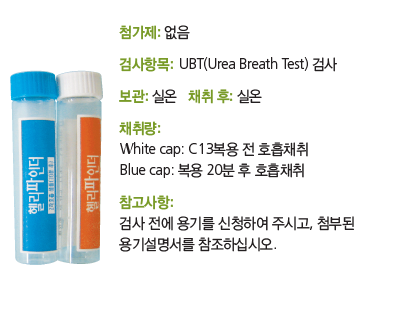 첨가제: 없음
검사항목: UBT(Urea Breath Test) 검사
보관: 실온 채취 후: 실온
채취량:
White cap: C13복용 전 호흡채취
Blue cap: 복용 20분 후 호흡채취
참고사항:
검사 전에 용기를 신청하여 주시고, 첨부된
용기설명서를 참조하십시오.
헬리파인더
헬리파인더